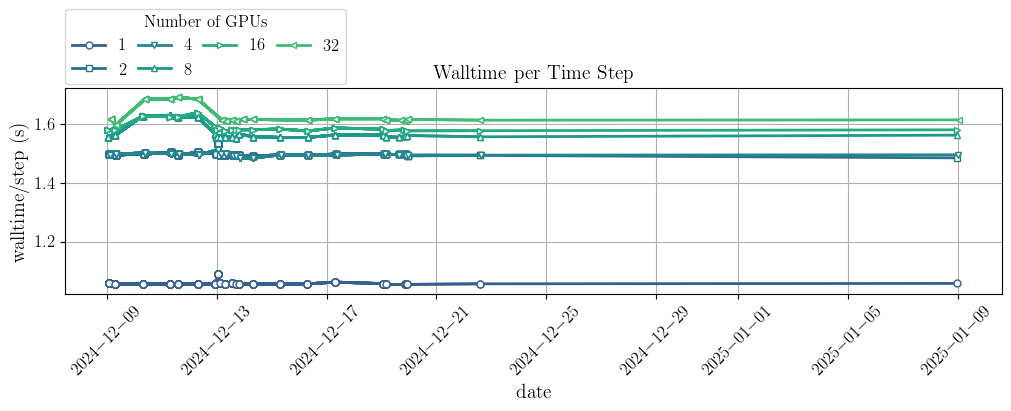 Number of GPUs
1 4 16 32
2 8
Walltime per Time Step
walltime/step (s)
1.6
1.4
1.2
2024−12−09
2024−12−13
2024−12−17
2024−12−21
2024−12−25
2024−12−29
2025−01−01
2025−01−05
2025−01−09
date